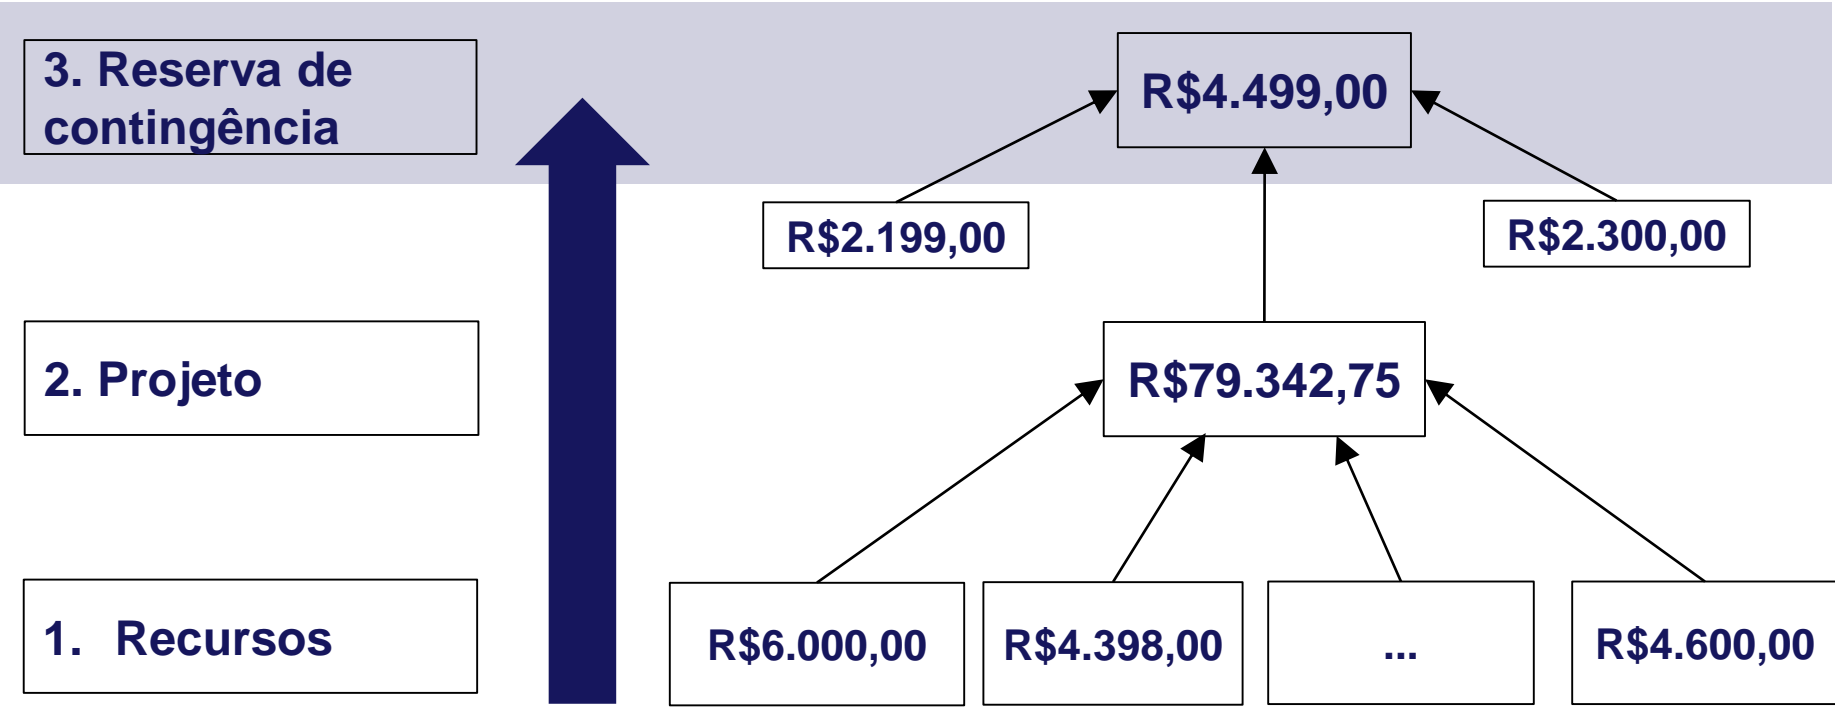 3. Reserva de
contingência
R$4.499,00
R$2.199,00
R$2.300,00
2. Projeto
R$79.342,75
1. Recursos
R$6.000,00
R$4.398,00
...
R$4.600,00